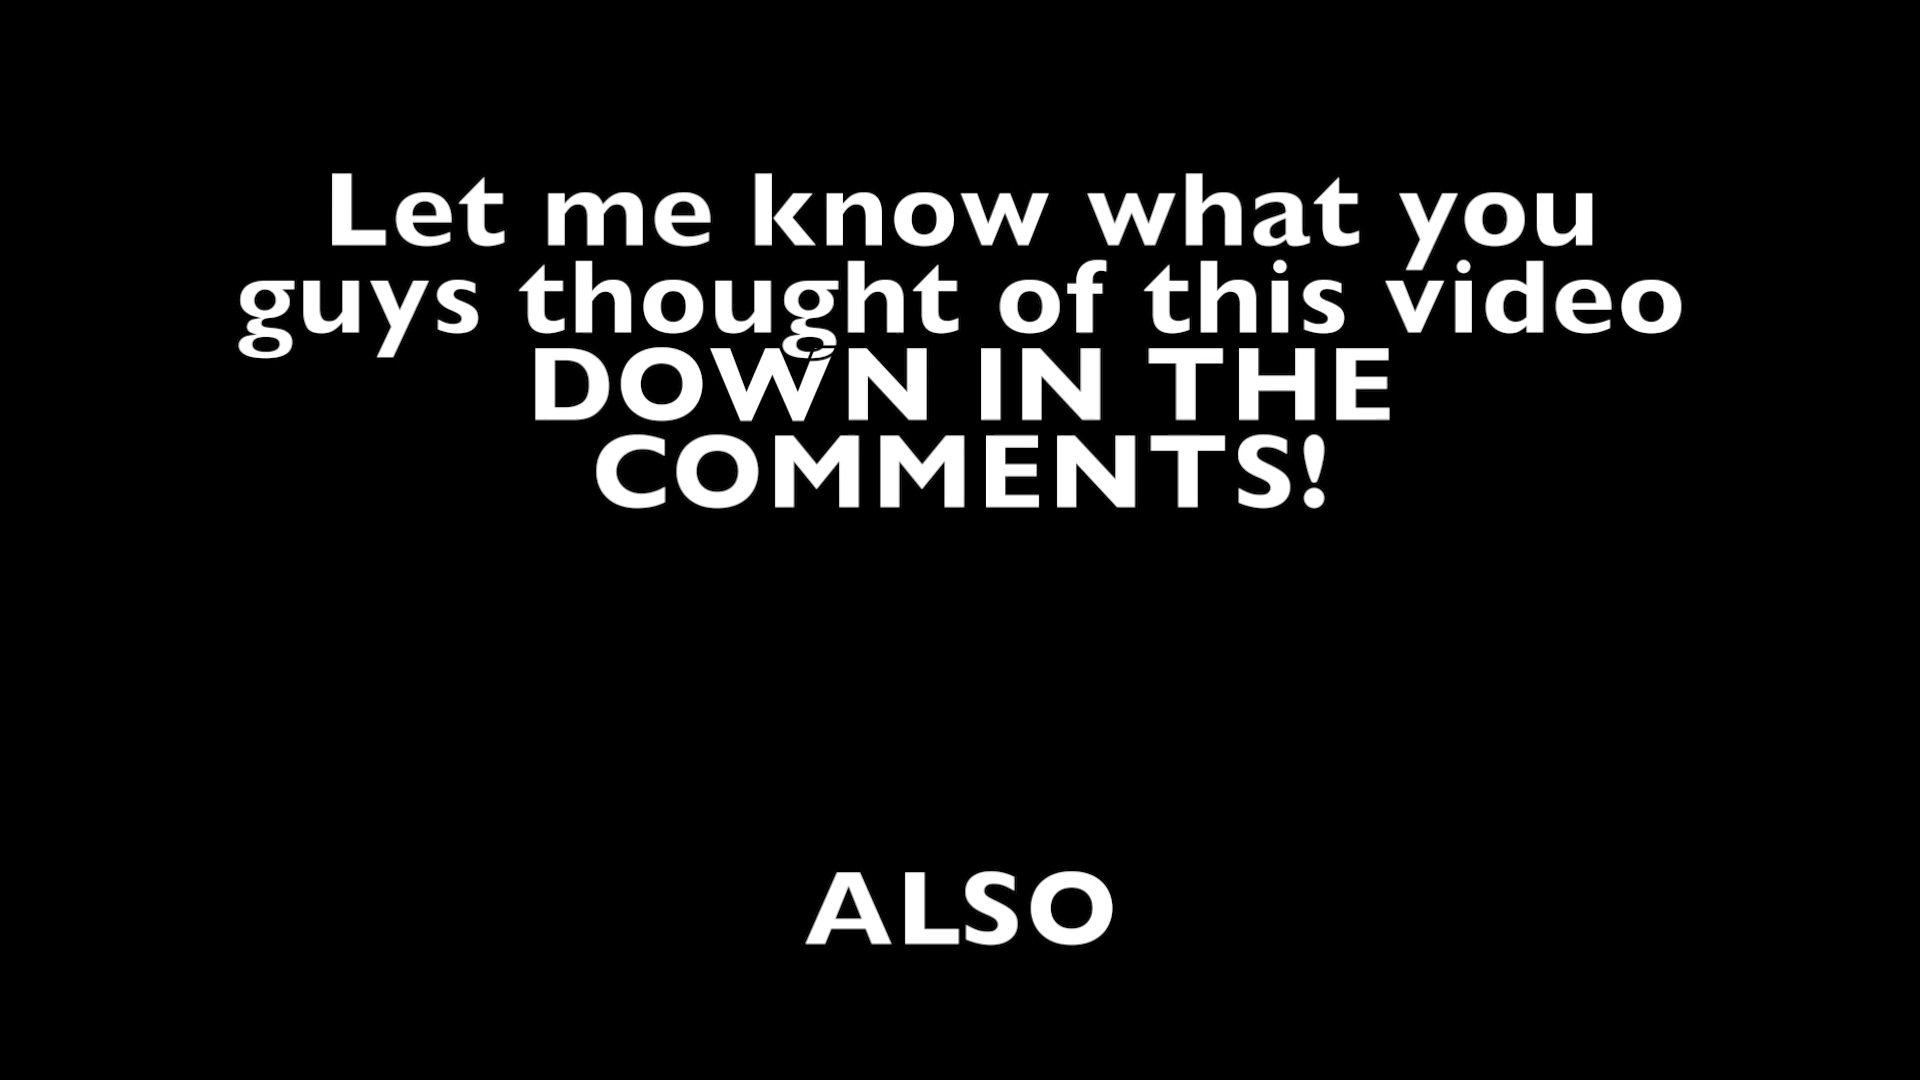 Let me know what you
guys thought of this video
DOWN IN THE
COMMENTS!
ALSO